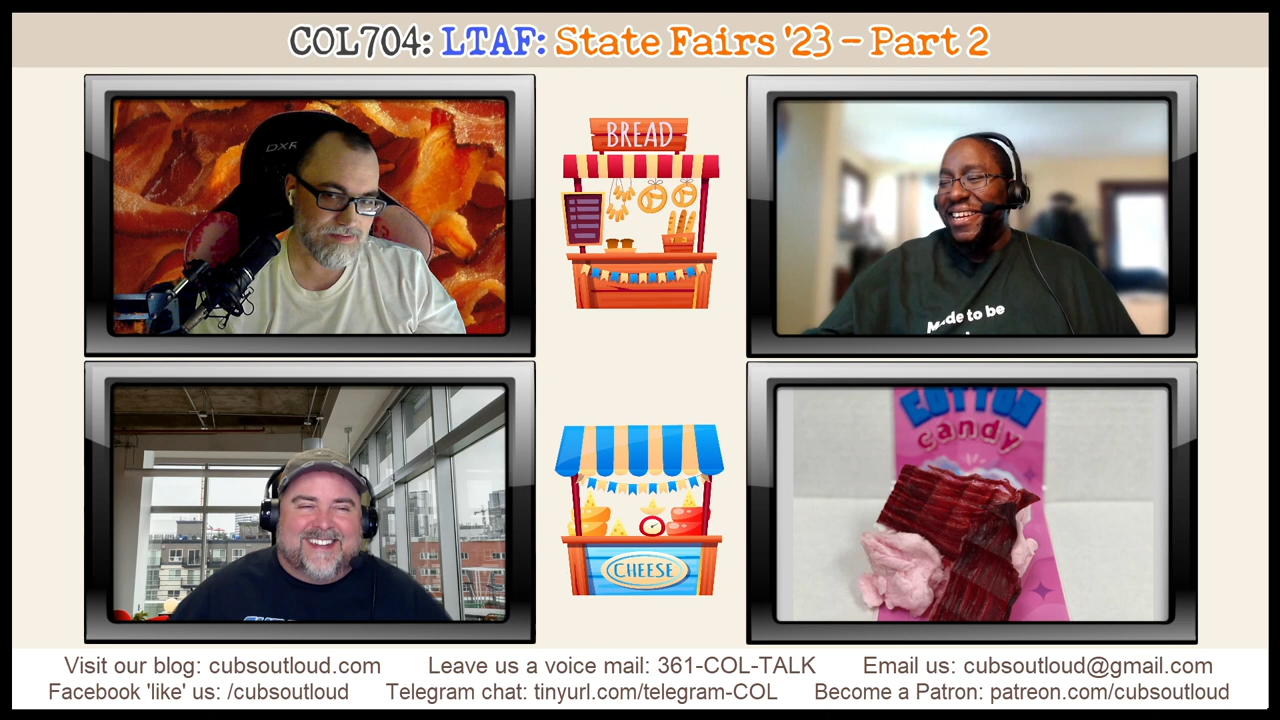 COL704: LTAF: State Fairs '23 - Part 2
DXR
BREAD
Made to be
COTTON
candy
CHEESE
Visit our blog: cubsoutloud.com Leave us a voice mail: 361-COL-TALK Email us: cubsoutloud@gmail.com
Facebook 'like' us: /cubsoutloud Telegram chat: tinyurl.com/telegram-COL Become a Patron: patreon.com/cubsoutloud